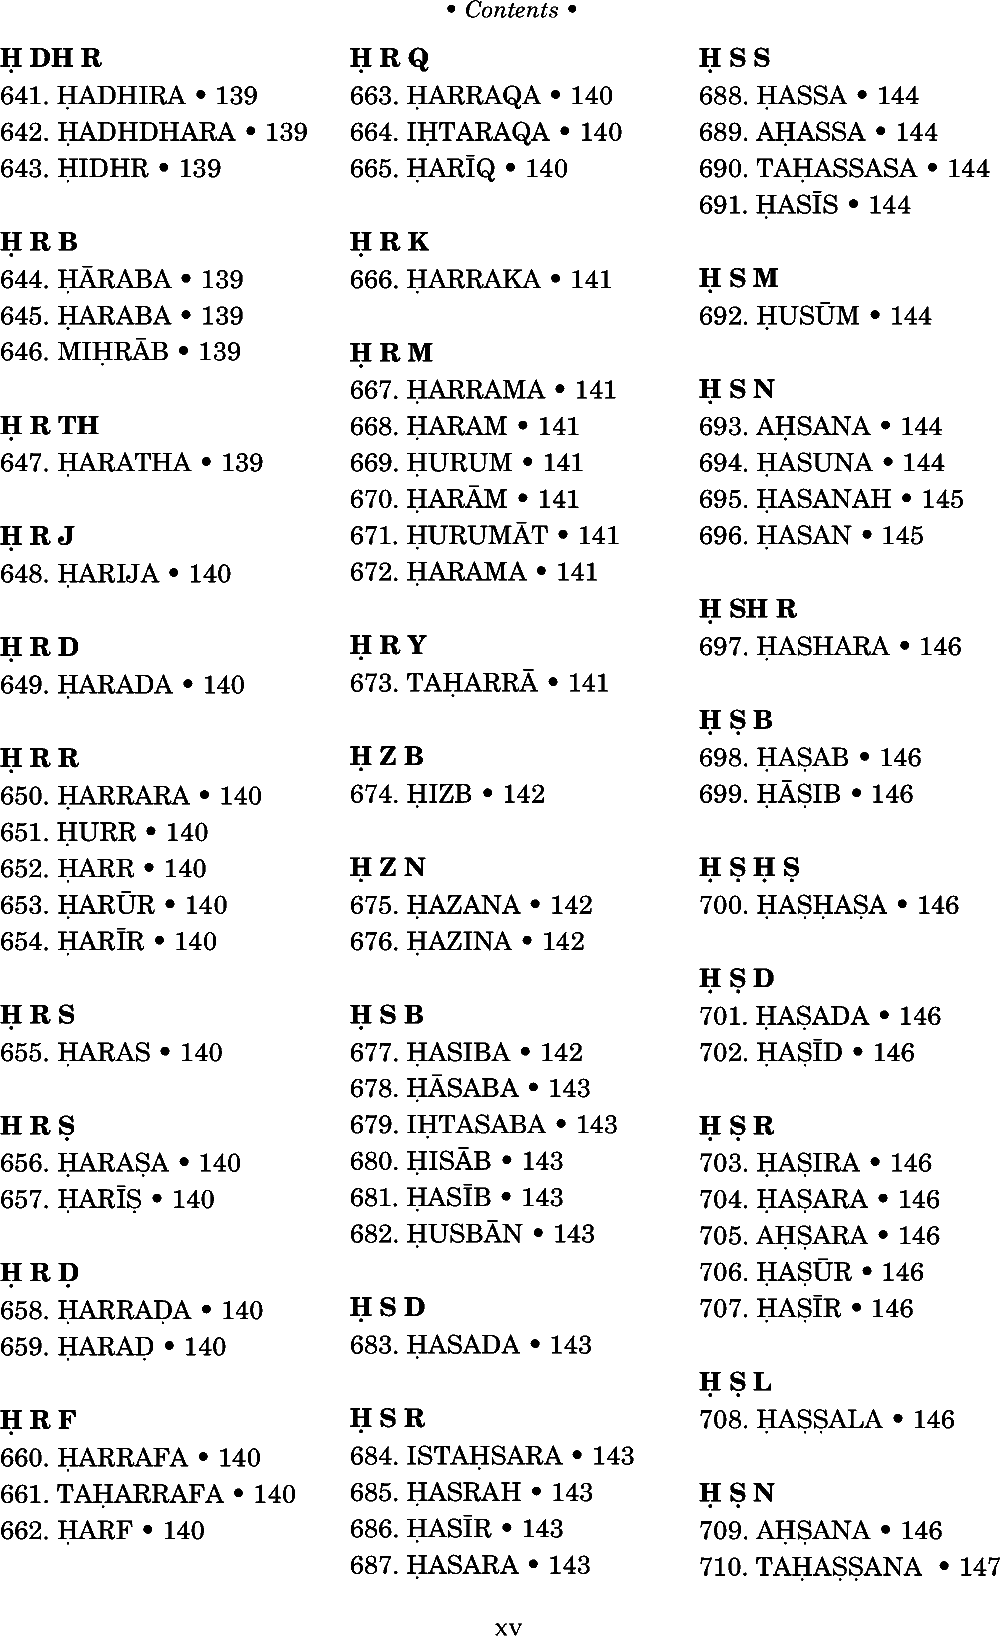 • Contents •
Ḥ DH R
641. ḤADHIRA • 139
642. ḤADHDHARA • 139
643. ḤIDHR • 139
Ḥ R B
644. ḤĀRABA • 139
645. ḤARABA • 139
646. MIḤRĀB • 139
Ḥ R TH
647. ḤARATHA • 139
Ḥ R J
648. ḤARIJA • 140
Ḥ R D
649. ḤARADA • 140
Ḥ R R
650. ḤARRARA • 140
651. ḤURR • 140
652. ḤARR • 140
653. ḤARŪR • 140
654. ḤARĪR • 140
Ḥ R S
655. ḤARAS • 140
H R Ṣ
656. ḤARAṢA • 140
657. ḤARĪṢ • 140
Ḥ R Ḍ
658. ḤARRAḌA • 140
659. ḤARAḌ • 140
Ḥ R F
660. ḤARRAFA • 140
661. TAḤARRAFA • 140
662. ḤARF • 140
Ḥ R Q
663. ḤARRAQA • 140
664. IḤTARAQA • 140
665. ḤARĪQ • 140
Ḥ R K
666. ḤARRAKA • 141
Ḥ R M
667. ḤARRAMA • 141
668. ḤARAM • 141
669. ḤURUM • 141
670. ḤARĀM • 141
671. ḤURUMĀT • 141
672. ḤARAMA • 141
Ḥ R Y
673. TAḤARRĀ • 141
Ḥ Z B
674. ḤIZB • 142
Ḥ Z N
675. ḤAZANA • 142
676. ḤAZINA • 142
Ḥ S B
677. ḤASIBA • 142
678. ḤĀSABA • 143
679. IḤTASABA • 143
680. ḤISĀB • 143
681. ḤASĪB • 143
682. ḤUSBĀN • 143
Ḥ S D
683. ḤASADA • 143
Ḥ S R
684. ISTAḤSARA • 143
685. ḤASRAH • 143
686. ḤASĪR • 143
687. ḤASARA • 143
Ḥ S S
688. ḤASSA • 144
689. AḤASSA • 144
690. TAḤASSASA • 144
691. ḤASĪS • 144
Ḥ S M
692. ḤUSŪM • 144
Ḥ S N
693. AḤSANA • 144
694. ḤASUNA • 144
695. ḤASANAH • 145
696. ḤASAN • 145
Ḥ SH R
697. ḤASHARA • 146
Ḥ Ṣ B
698. ḤAṢAB • 146
699. ḤĀṢIB • 146
Ḥ Ṣ Ḥ Ṣ
700. ḤAṢḤAṢA • 146
Ḥ Ṣ D
701. ḤAṢADA • 146
702. ḤAṢĪD • 146
Ḥ Ṣ R
703. ḤAṢIRA • 146
704. ḤAṢARA • 146
705. AḤṢARA • 146
706. ḤAṢŪR • 146
707. ḤAṢĪR • 146
Ḥ Ṣ L
708. ḤAṢṢALA • 146
Ḥ Ṣ N
709. AḤṢANA • 146
710. TAḤAṢṢANA • 147
xv